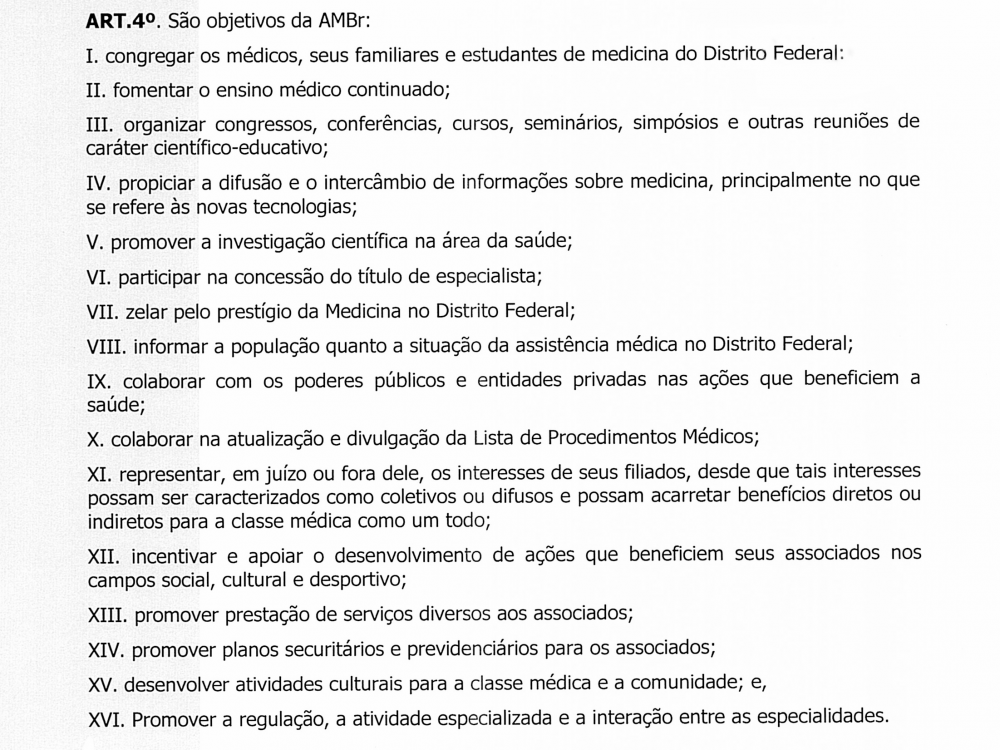 ART.4º. São objetivos da AMBr:
I. congregar os médicos, seus familiares e estudantes de medicina do Distrito Federal:
II. fomentar o ensino médico continuado;
III. organizar congressos, conferências, cursos, seminários, simpósios e outras reuniões de
caráter científico-educativo;
IV. propiciar a difusão e o intercâmbio de informações sobre medicina, principalmente no que
se refere às novas tecnologias;
V. promover a investigação científica na área da saúde;
VI. participar na concessão do título de especialista;
VII. zelar pelo prestígio da Medicina no Distrito Federal;
VIII. informar a população quanto a situação da assistência médica no Distrito Federal;
IX. colaborar com os poderes públicos e entidades privadas nas ações que beneficiem a
saúde;
X. colaborar na atualização e divulgação da Lista de Procedimentos Médicos;
XI. representar, em juízo ou fora dele, os interesses de seus filiados, desde que tais interesses
possam ser caracterizados como coletivos ou difusos e possam acarretar benefícios diretos ou
indiretos para a classe médica como um todo;
XII. incentivar e apoiar o desenvolvimento de ações que beneficiem seus associados nos
campos social, cultural e desportivo;
XIII. promover prestação de serviços diversos aos associados;
XIV. promover planos securitários e previdenciários para os associados;
XV. desenvolver atividades culturais para a classe médica e a comunidade; e,
XVI. Promover a regulação, a atividade especializada e a interação entre as especialidades.